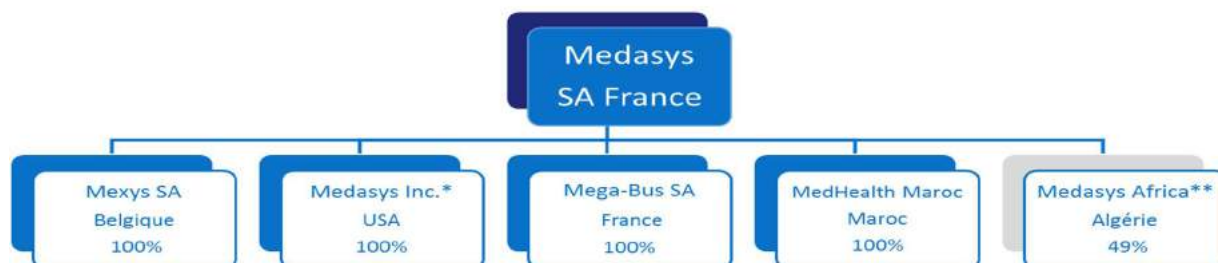 Medasys
SA France
Mexys SA
Belgique
100%
Medasys Inc.*
USA
100%
Mega-Bus SA
France
100%
MedHealth Maroc
Maroc
100%
Medasys Africa**
Algérie
49%